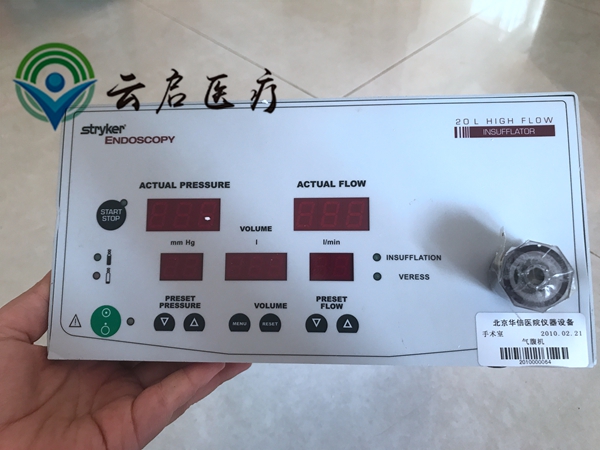 云启医疗
stryker
ENDOSCOPY
20 L HIGH FLOW
INSUFFLATOR
ACTUAL PRESSURE
ACTUAL FLOW
START
STOP
VOLUME
mm Hg
l
l/min
INSUFFLATION
VERESS
PRESET
PRESSURE
VOLUME
PRESET
FLOW
MENU
RESET
北京华信医院仪器设备
手术室 2010.02.21
气腹机
2010000064